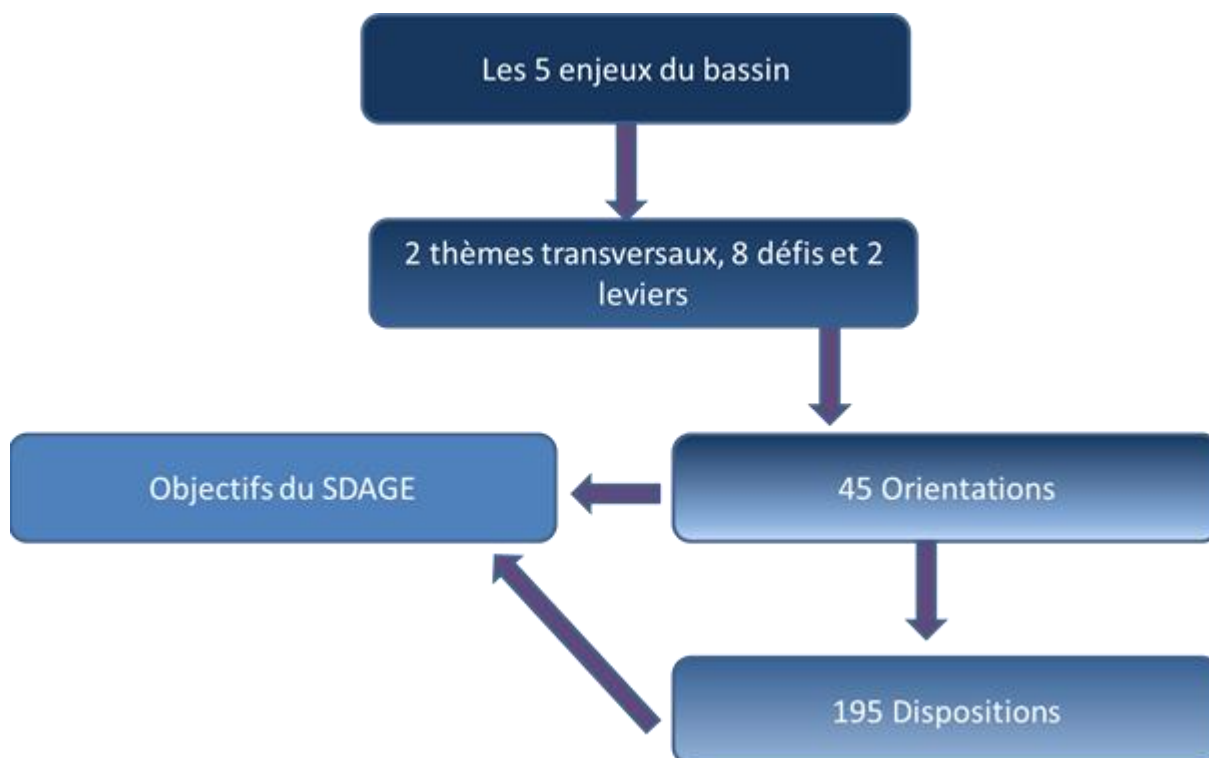 Les 5 enjeux du bassin
2 thèmes transversaux, 8 défis et 2
leviers
Objectifs du SDAGE
45 Orientations
195 Dispositions